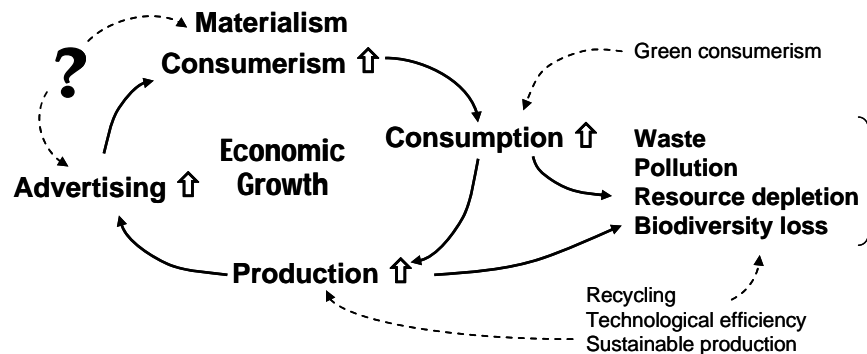 Materialism
Consumerism ⇧
?
Green consumerism
Consumption ⇧
Waste
Pollution
Resource depletion
Biodiversity loss
Economic
Growth
Advertising ⇧
Production ⇧
Recycling
Technological efficiency
Sustainable production